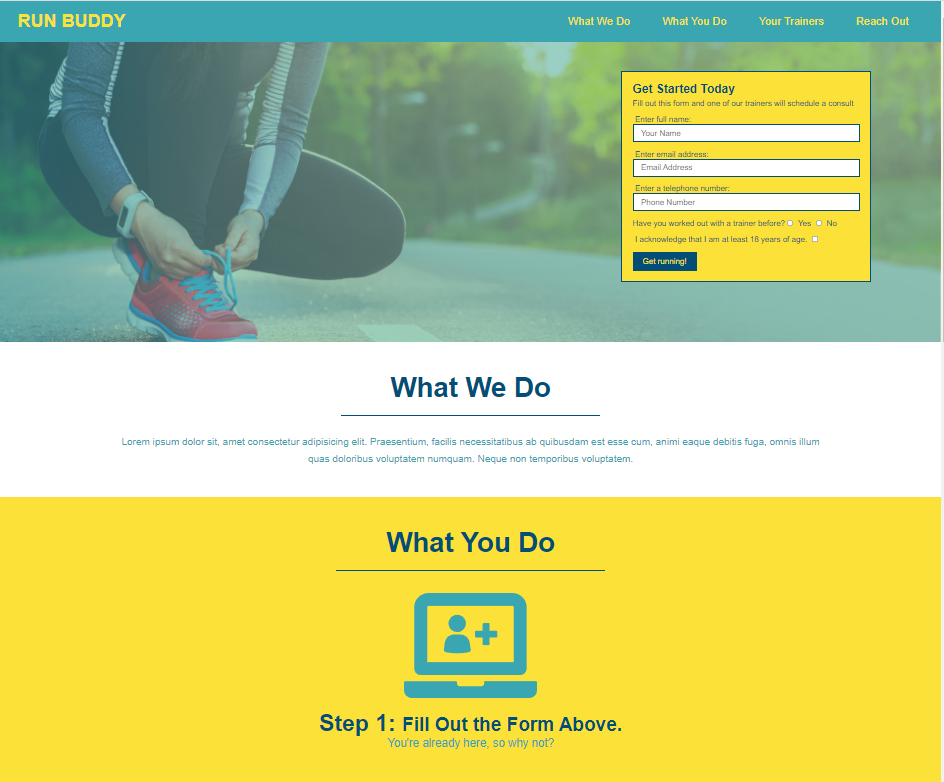 RUN BUDDY
What We Do What You Do Your Trainers Reach Out
Get Started Today
Fill out this form and one of our trainers will schedule a consult
Enter full name:
Your Name
Enter email address:
Email Address
Enter a telephone number:
Phone Number
Have you worked out with a trainer before? Yes No
I acknowledge that I am at least 18 years of age.
Get running!
What We Do
Lorem ipsum dolor sit, amet consectetur adipisicing elit. Praesentium, facilis necessitatibus ab quibusdam est esse cum, animi eaque debitis fuga, omnis illum
quas doloribus voluptatem numquam. Neque non temporibus voluptatem.
What You Do
Step 1: Fill Out the Form Above.
You're already here, so why not?